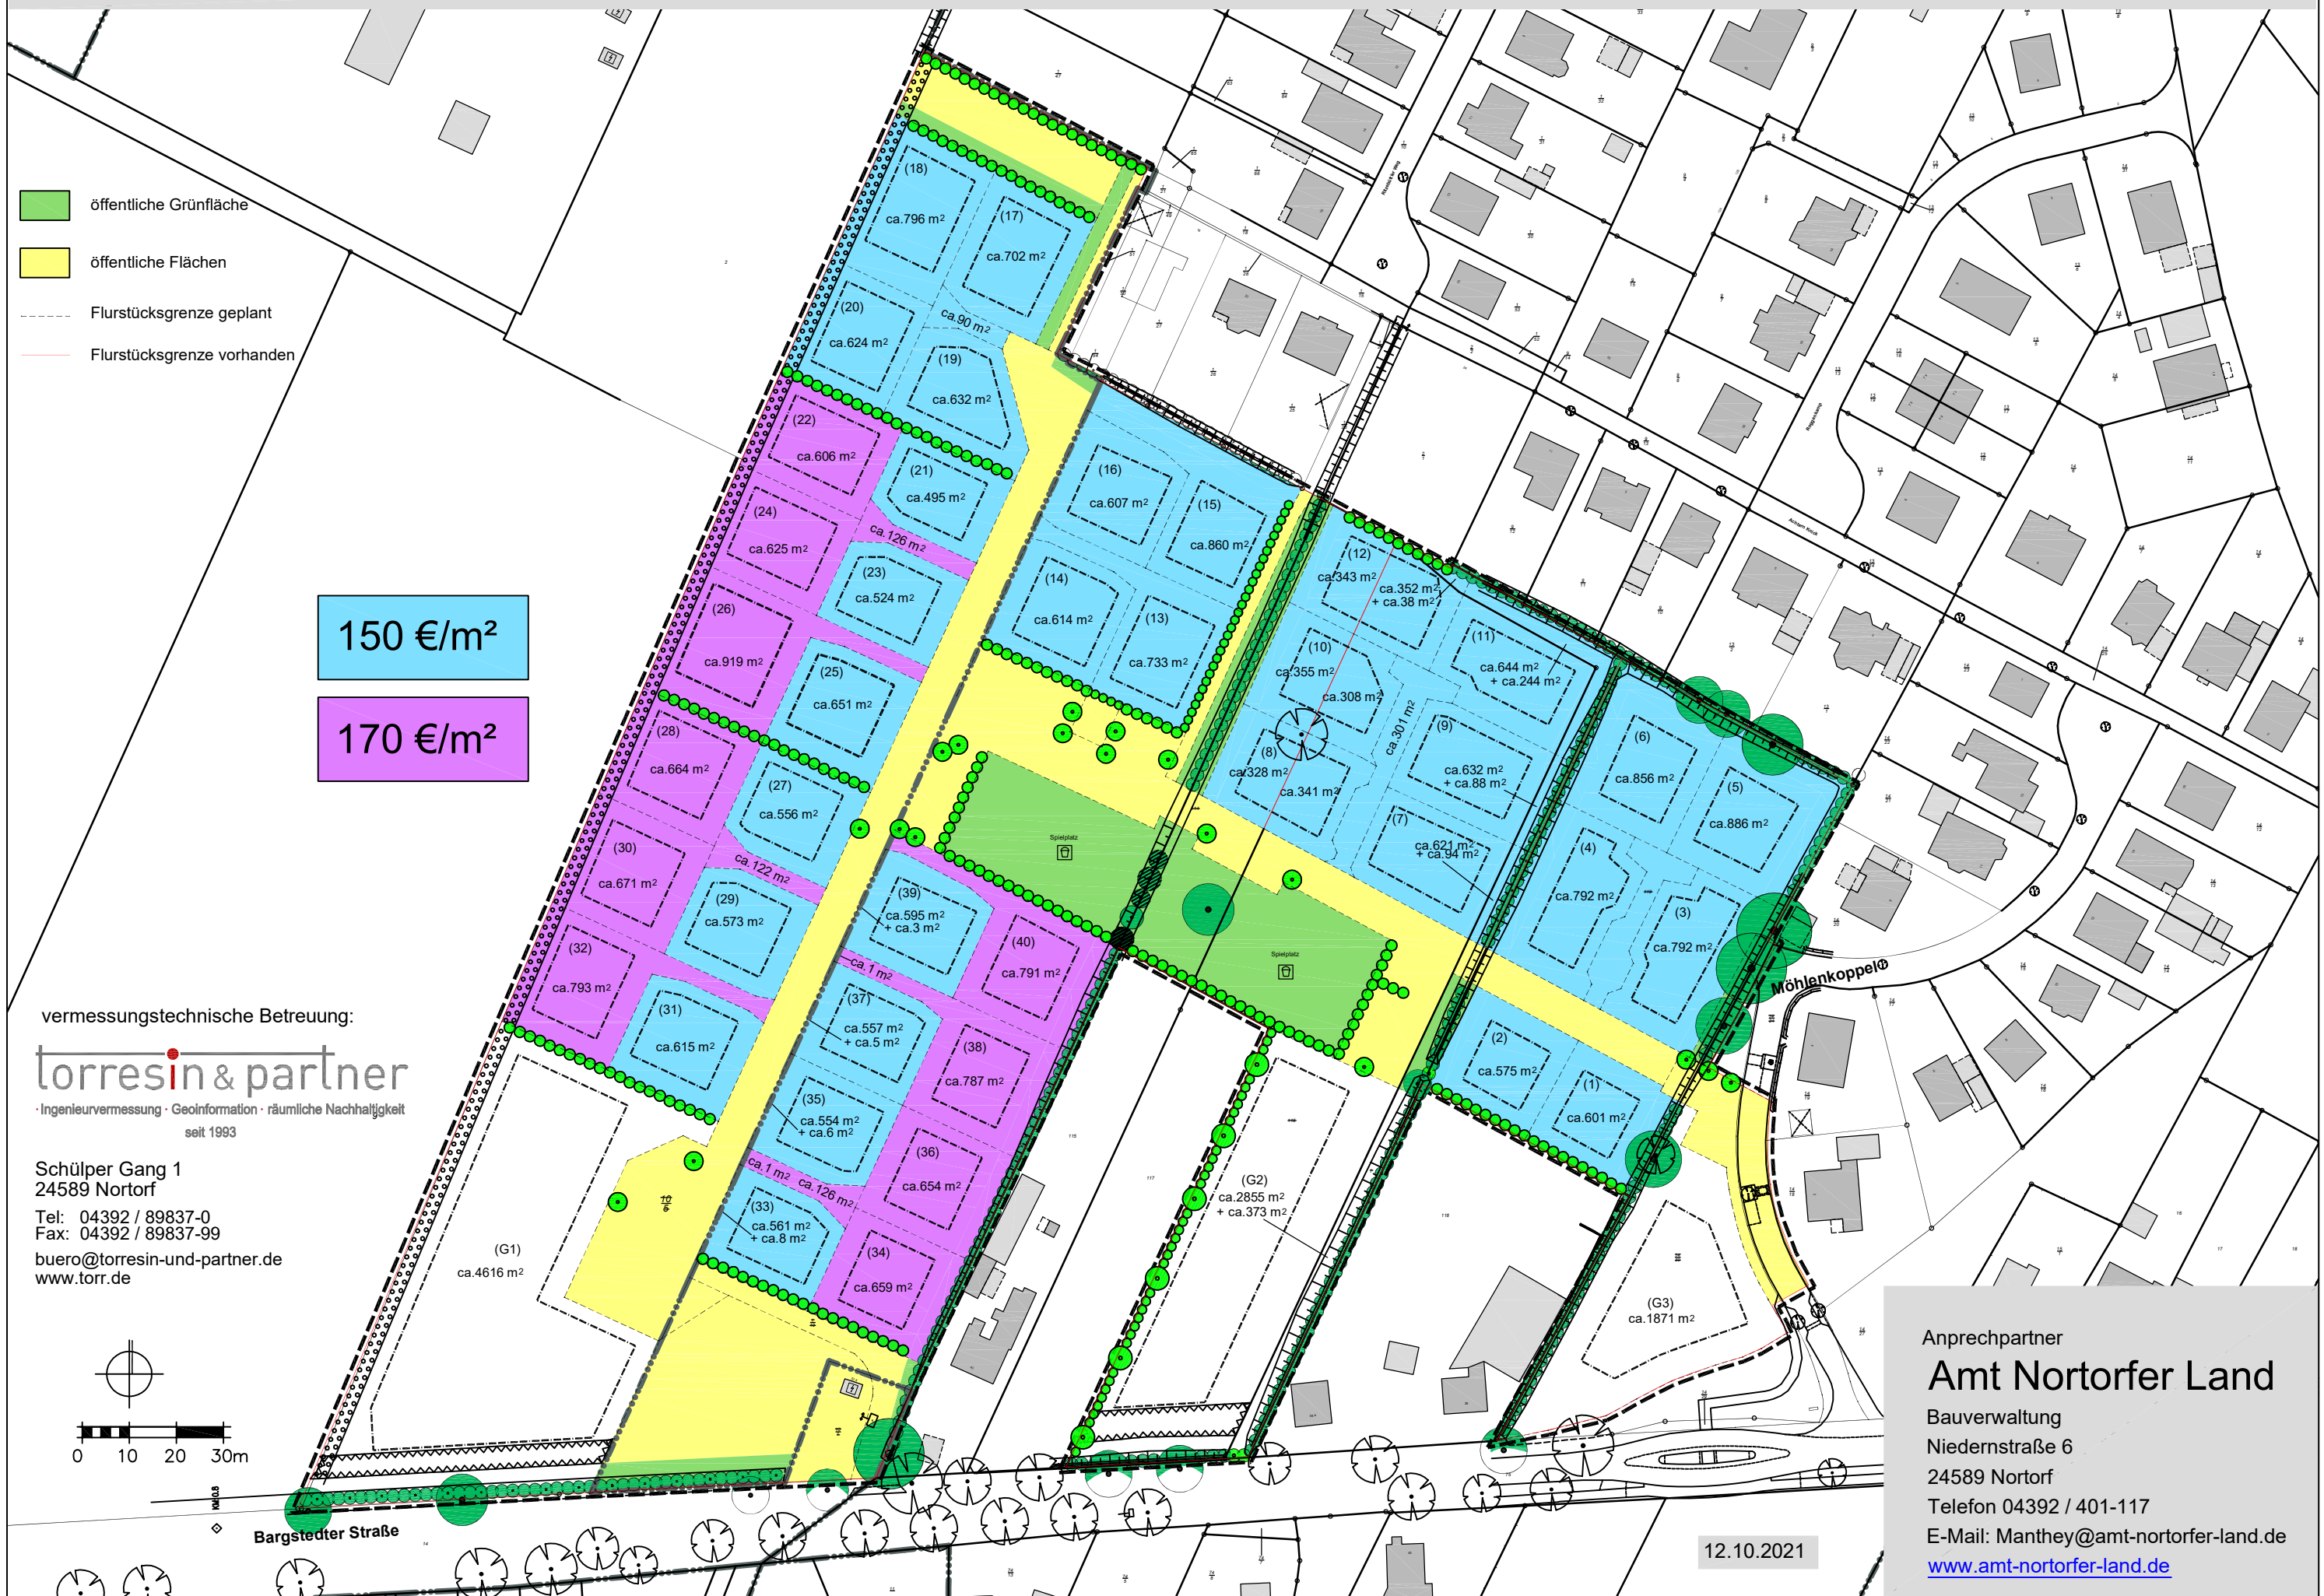 öffentliche Grünfläche
öffentliche Flächen
Flurstücksgrenze geplant
Flurstücksgrenze vorhanden
150 €/m²
170 €/m²
(18)
ca.796 m²
(17)
ca.702 m²
(20)
ca.624 m²
ca.90 m²
(19)
ca.632 m²
(22)
ca.606 m²
(21)
ca.495 m²
(24)
ca.625 m²
ca.126 m²
(23)
ca.524 m²
(26)
ca.919 m²
(25)
ca.651 m²
(28)
ca.664 m²
(27)
ca.556 m²
(30)
ca.671 m²
ca.122 m²
(29)
ca.573 m²
(32)
ca.793 m²
(31)
ca.615 m²
(16)
ca.607 m²
(15)
ca.860 m²
(14)
ca.614 m²
(13)
ca.733 m²
(12)
ca.343 m²
ca.352 m²
+ ca.38 m²
(10)
ca.355 m²
ca.308 m²
(11)
ca.644 m²
+ ca.244 m²
ca.301 m²
(8)
ca.328 m²
ca.341 m²
(9)
ca.632 m²
+ ca.88 m²
(7)
ca.621 m²
+ ca.94 m²
(6)
ca.856 m²
(5)
ca.886 m²
(4)
ca.792 m²
(3)
ca.792 m²
(2)
ca.575 m²
(1)
ca.601 m²
Spielplatz
Spielplatz
(39)
ca.595 m²
+ ca.3 m²
(40)
ca.791 m²
ca.1 m²
(37)
ca.557 m²
+ ca.5 m²
(38)
ca.787 m²
(35)
ca.554 m²
+ ca.6 m²
(36)
ca.654 m²
ca.1 m²
ca.126 m²
(33)
ca.561 m²
+ ca.8 m²
(34)
ca.659 m²
(G1)
ca.4616 m²
(G2)
ca.2855 m²
+ ca.373 m²
(G3)
ca.1871 m²
Möhlenkoppel
Bargstedter Straße
vermessungstechnische Betreuung:
torresin & partner
· Ingenieurvermessung · Geoinformation · räumliche Nachhaltigkeit
seit 1993
Schülper Gang 1
24589 Nortorf
Tel: 04392 / 89837-0
Fax: 04392 / 89837-99
buero@torresin-und-partner.de
www.torr.de
0 10 20 30m
12.10.2021
Anprechpartner
Amt Nortorfer Land
Bauverwaltung
Niedernstraße 6
24589 Nortorf
Telefon 04392 / 401-117
E-Mail: Manthey@amt-nortorfer-land.de
www.amt-nortorfer-land.de